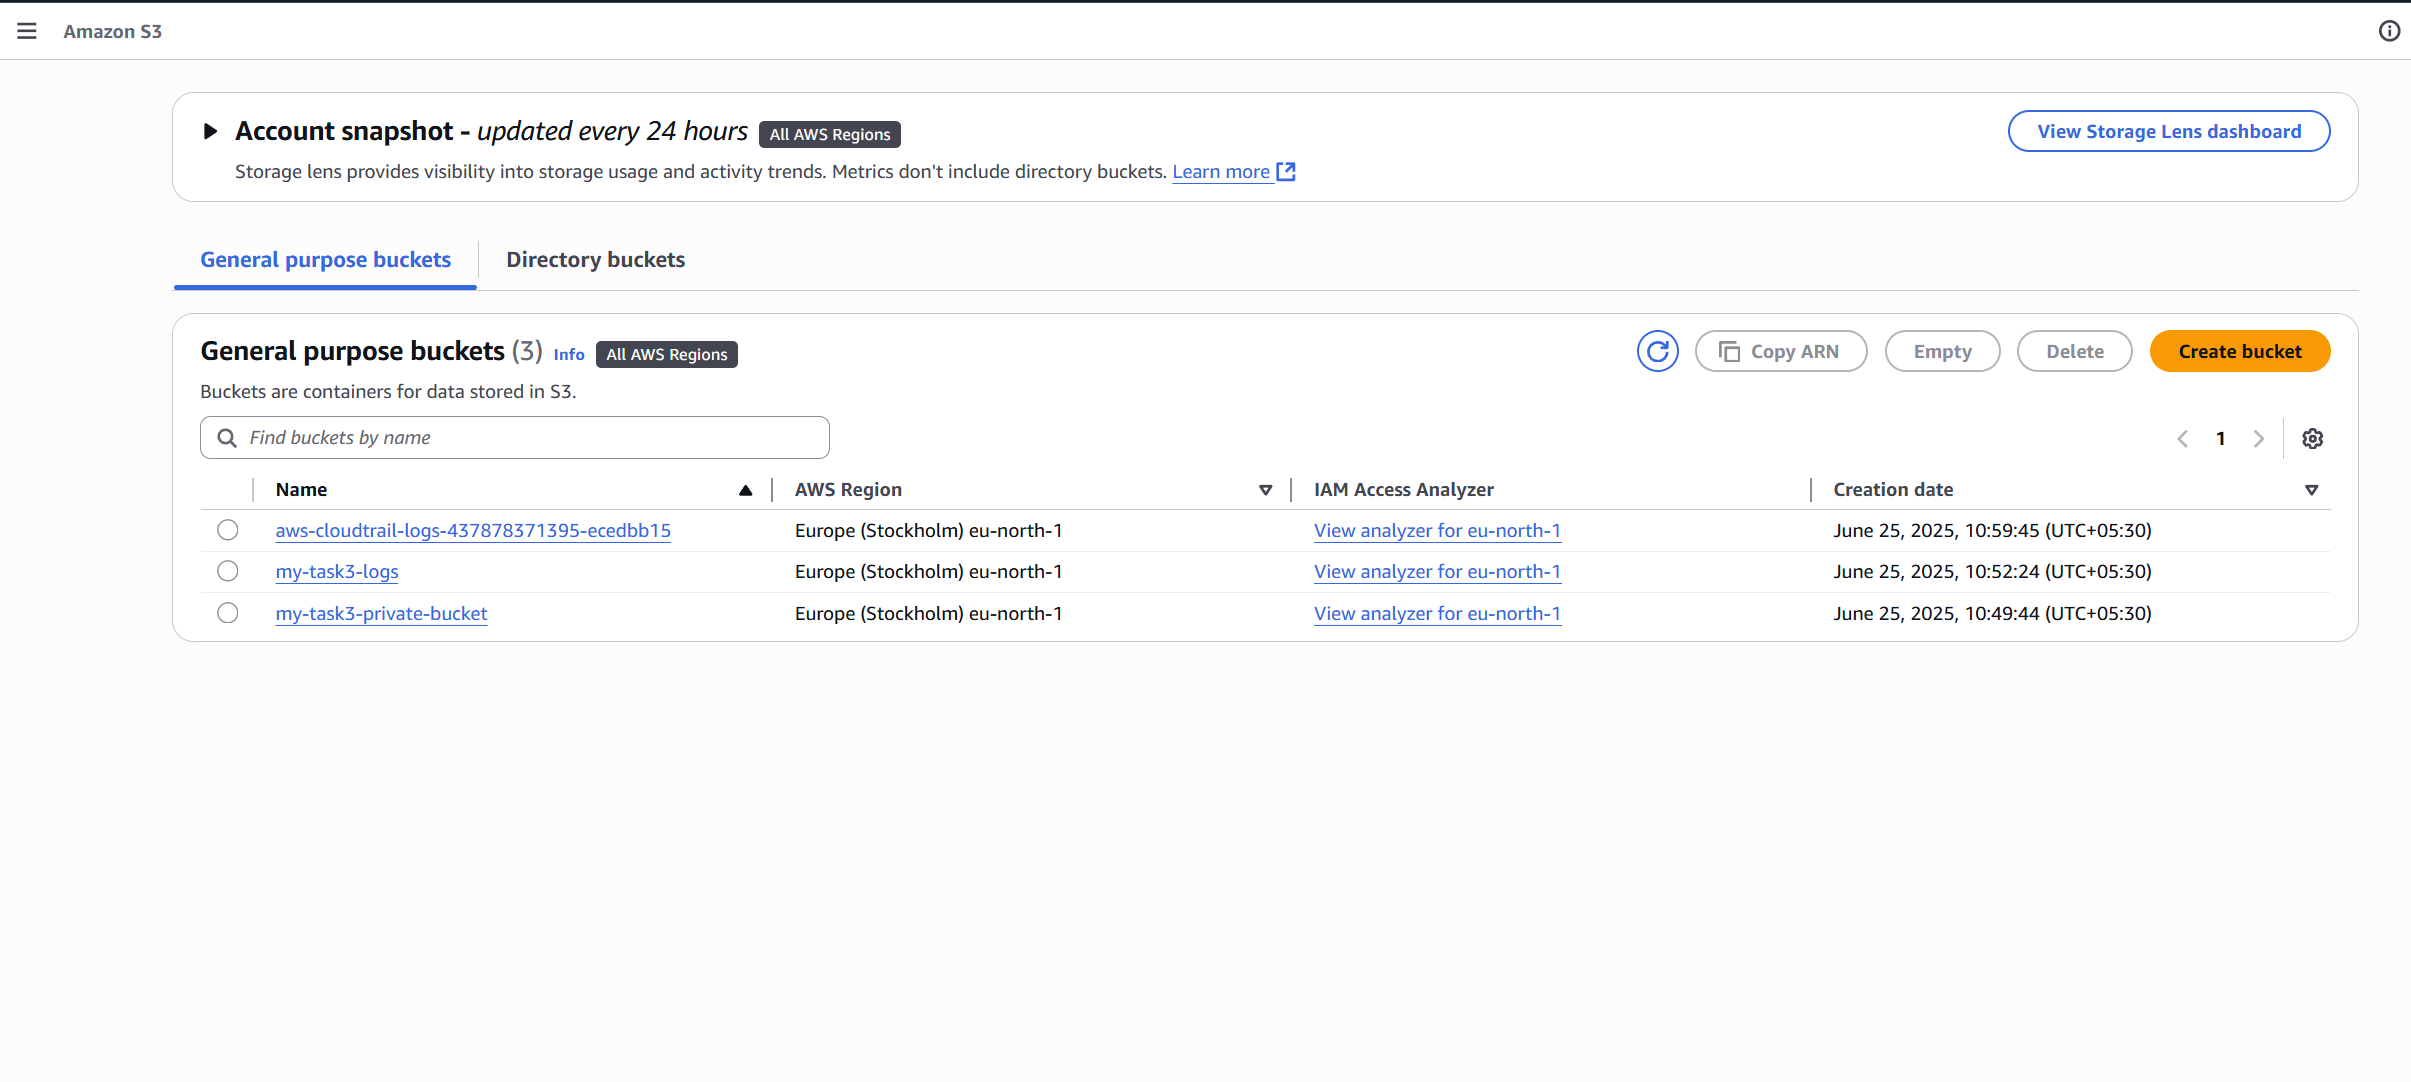 Amazon S3
Account snapshot - updated every 24 hours All AWS Regions
View Storage Lens dashboard
Storage lens provides visibility into storage usage and activity trends. Metrics don't include directory buckets. Learn more
General purpose buckets Directory buckets
General purpose buckets (3) Info All AWS Regions
Copy ARN Empty Delete Create bucket
Buckets are containers for data stored in S3.
Find buckets by name
1
Name AWS Region IAM Access Analyzer Creation date
aws-cloudtrail-logs-437878371395-ecedbb15 Europe (Stockholm) eu-north-1 View analyzer for eu-north-1 June 25, 2025, 10:59:45 (UTC+05:30)
my-task3-logs Europe (Stockholm) eu-north-1 View analyzer for eu-north-1 June 25, 2025, 10:52:24 (UTC+05:30)
my-task3-private-bucket Europe (Stockholm) eu-north-1 View analyzer for eu-north-1 June 25, 2025, 10:49:44 (UTC+05:30)